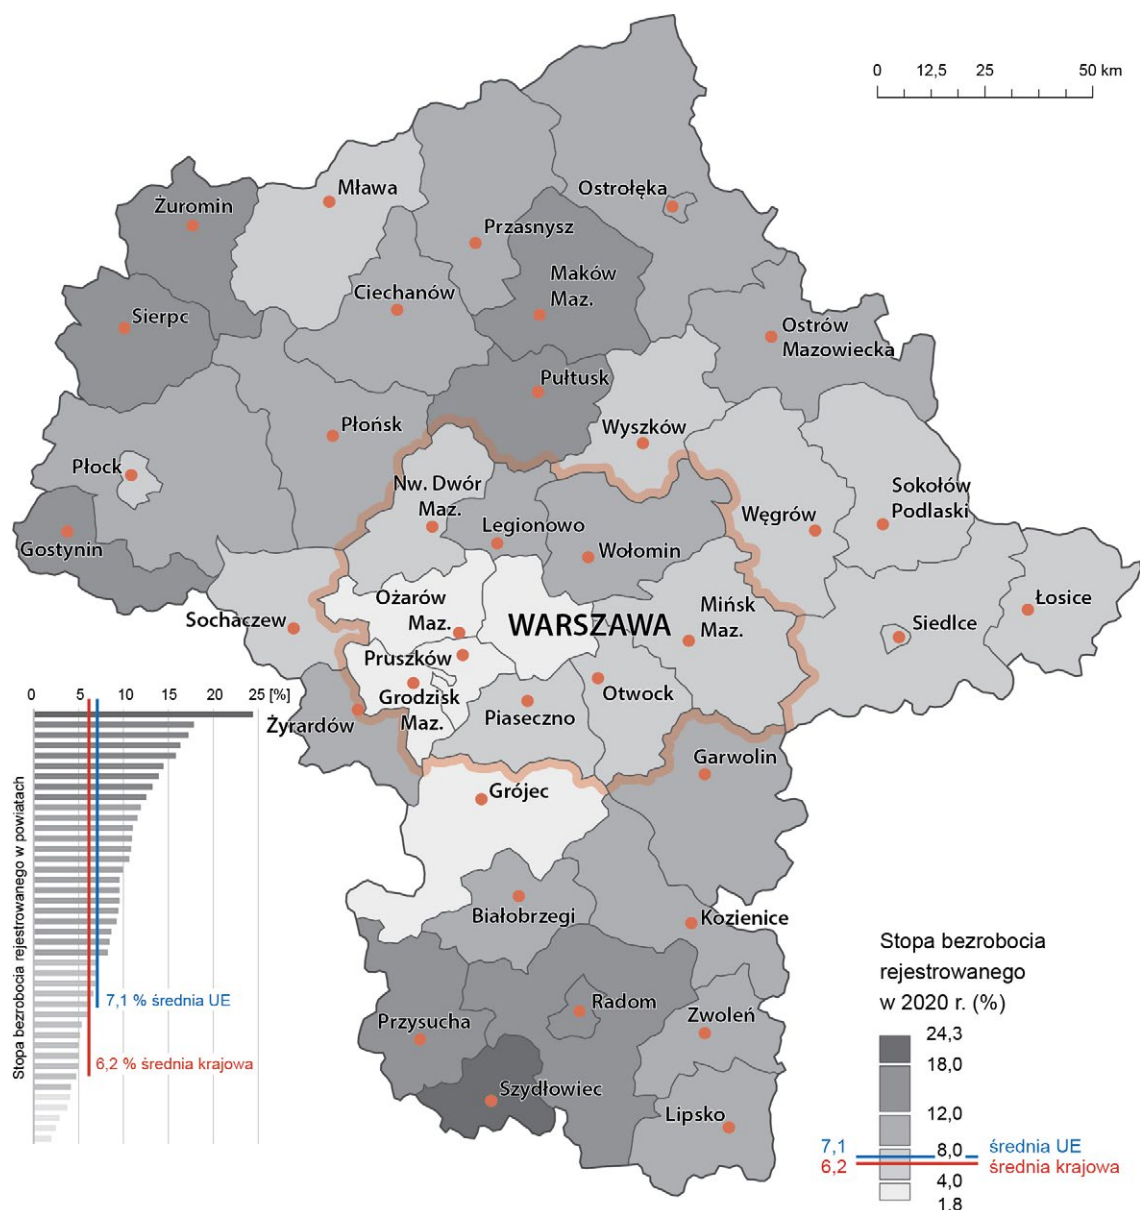 0 12,5 25 50 km
Mława
Żuromin
Ostrołęka
Przasnysz
Maków
Maz.
Ciechanów
Sierpc
Ostrów
Mazowiecka
Pułtusk
Płońsk
Wyszków
Płock
Nw. Dwór
Maz.
Sokołów
Podlaski
Węgrów
Legionowo
Gostynin
Wołomin
Ożarów
Maz.
WARSZAWA
Mińsk
Maz.
Łosice
Siedlce
Sochaczew
Pruszków
Grodzisk
Maz.
Otwock
Piaseczno
Żyrardów
Garwolin
Grójec
Białobrzegi
Kozienice
Radom
Przysucha
Zwoleń
Szydłowiec
Lipsko
0 5 10 15 20 25 [%]
Stopa bezrobocia rejestrowanego w powiatach
7,1 % średnia UE
6,2 % średnia krajowa
Stopa bezrobocia
rejestrowanego
w 2020 r. (%)
24,3
18,0
12,0
7,1 8,0 średnia UE
6,2 średnia krajowa
4,0
1,8